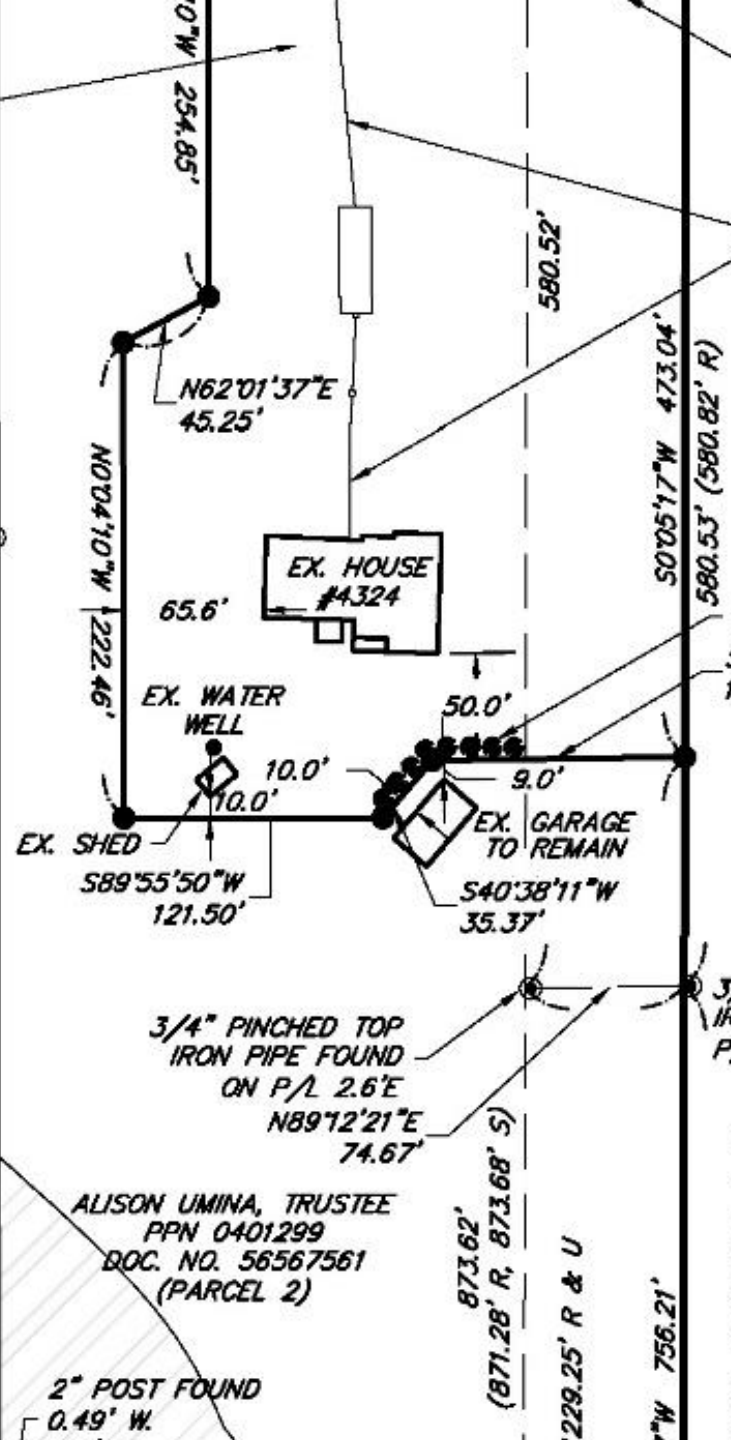 0"W 254.85'
580.52'
N62°01'37"E
45.25'
S0°05'17"W 473.04'
580.53' (580.82' R)
N0°04'10"W 222.46'
EX. HOUSE
#4324
65.6'
EX. WATER
WELL
50.0'
10.0'
9.0'
10.0'
EX. SHED
EX. GARAGE
TO REMAIN
S89°55'50"W
121.50'
S40°38'11"W
35.37'
3/4" PINCHED TOP
IRON PIPE FOUND
ON P/L 2.6'E
N89°12'21"E
74.67'
ALISON UMINA, TRUSTEE
PPN 0401299
DOC. NO. 56567561
(PARCEL 2)
873.62'
(871.28' R, 873.68' S)
229.25' R & U
"W 756.21'
2" POST FOUND
0.49' W.